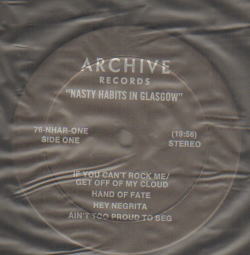 ARCHIVE
RECORDS
"NASTY HABITS IN GLASGOW"
76-NHAR-ONE
(19:56)
SIDE ONE
STEREO
IF YOU CAN'T ROCK ME/
GET OFF OF MY CLOUD
HAND OF FATE
HEY NEGRITA
AIN'T TOO PROUD TO BEG